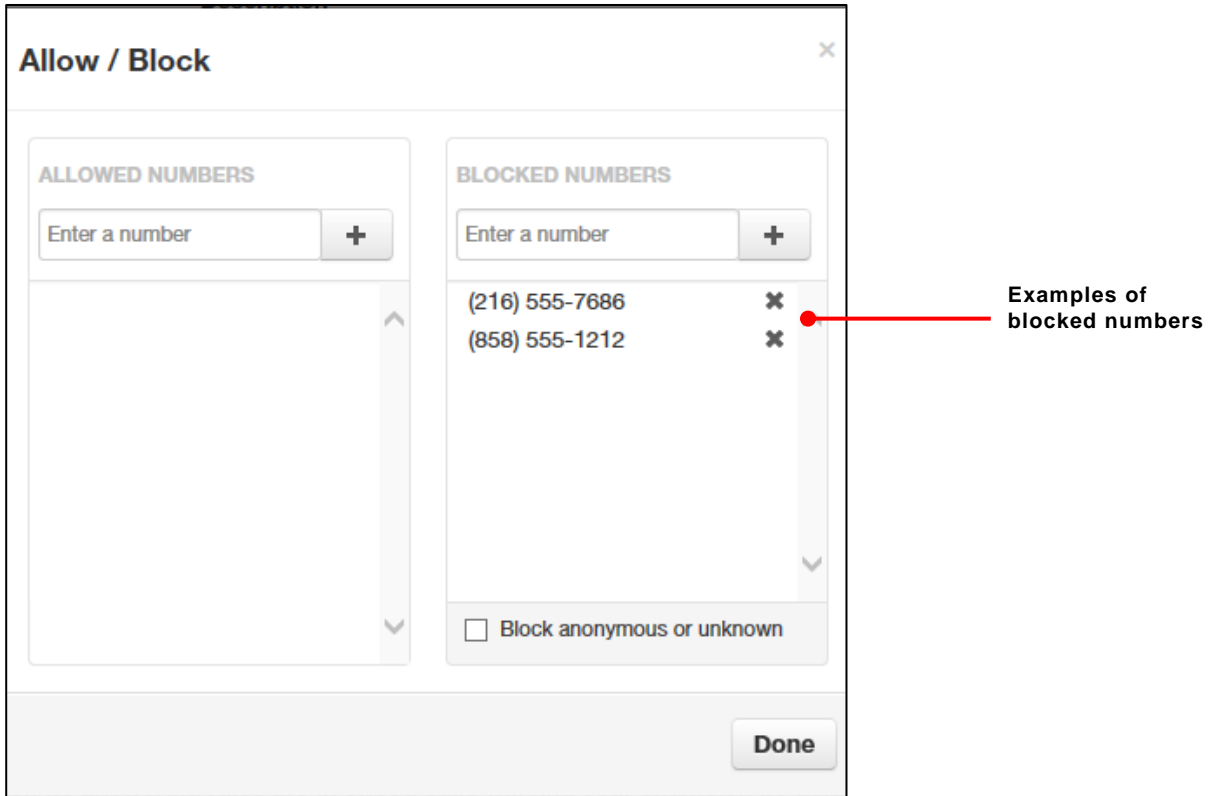 Allow / Block
ALLOWED NUMBERS
Enter a number
BLOCKED NUMBERS
Enter a number
(216) 555-7686
(858) 555-1212
Block anonymous or unknown
Done
Examples of
blocked numbers